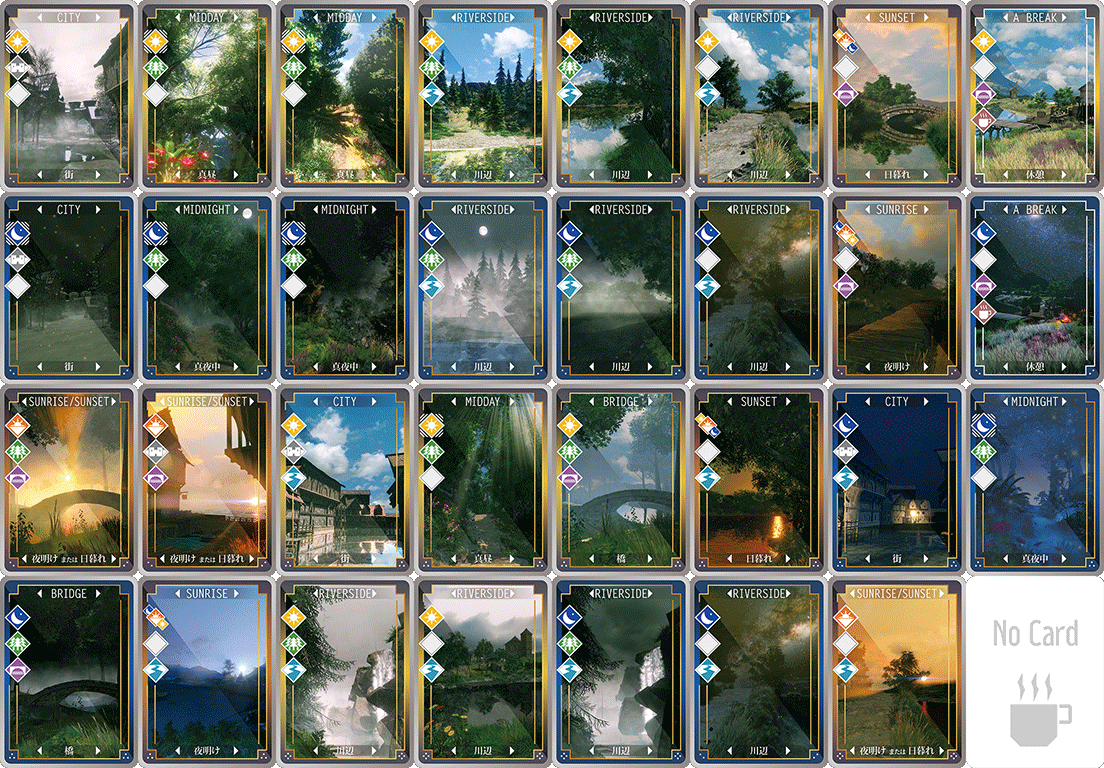 CITY
街
MIDDAY
真昼
MIDDAY
真昼
RIVERSIDE
川辺
RIVERSIDE
川辺
RIVERSIDE
川辺
SUNSET
日暮れ
A BREAK
休憩
CITY
街
MIDNIGHT
真夜中
MIDNIGHT
真夜中
RIVERSIDE
川辺
RIVERSIDE
川辺
RIVERSIDE
川辺
SUNRISE
夜明け
A BREAK
休憩
SUNRISE/SUNSET
夜明け または 日暮れ
SUNRISE/SUNSET
夜明け または 日暮れ
CITY
街
MIDDAY
真昼
BRIDGE
橋
SUNSET
日暮れ
CITY
街
MIDNIGHT
真夜中
BRIDGE
橋
SUNRISE
夜明け
RIVERSIDE
川辺
RIVERSIDE
川辺
RIVERSIDE
川辺
RIVERSIDE
川辺
SUNRISE/SUNSET
夜明け または 日暮れ
No Card